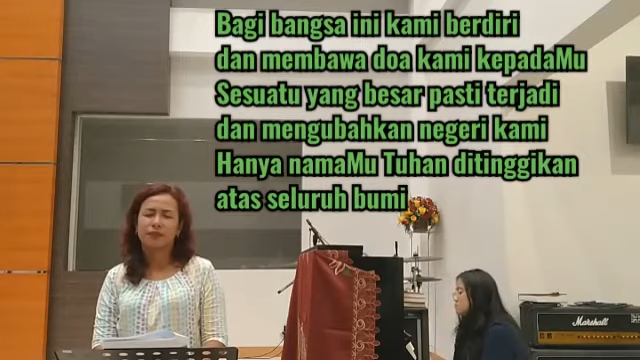 Bagi bangsa ini kami berdiri
dan membawa doa kami kepadaMu
Sesuatu yang besar pasti terjadi
dan mengubahkan negeri kami
Hanya namaMu Tuhan ditinggikan
atas seluruh bumi
Marshall